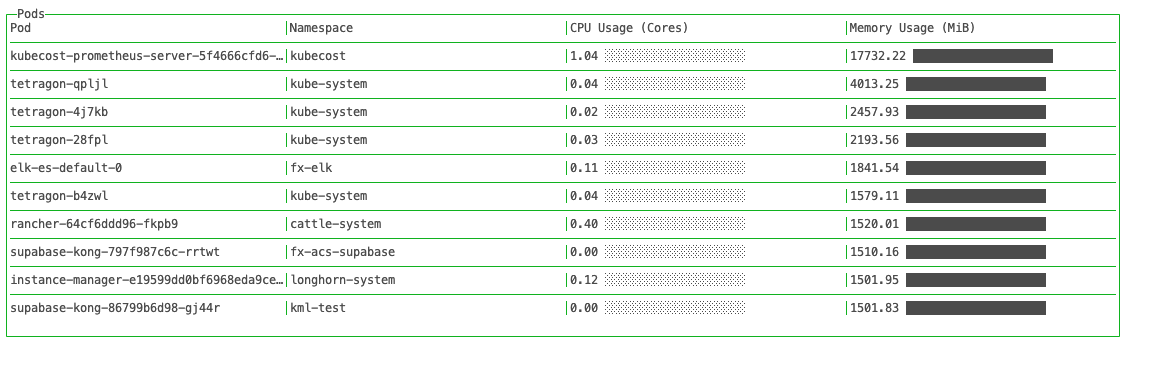 Pods
Pod Namespace CPU Usage (Cores) Memory Usage (MiB)
kubecost-prometheus-server-5f4666cfd6-… kubecost 1.04 17732.22
tetragon-qpljl kube-system 0.04 4013.25
tetragon-4j7kb kube-system 0.02 2457.93
tetragon-28fpl kube-system 0.03 2193.56
elk-es-default-0 fx-elk 0.11 1841.54
tetragon-b4zwl kube-system 0.04 1579.11
rancher-64cf6ddd96-fkpb9 cattle-system 0.40 1520.01
supabase-kong-797f987c6c-rrtwt fx-acs-supabase 0.00 1510.16
instance-manager-e19599dd0bf6968eda9ce… longhorn-system 0.12 1501.95
supabase-kong-86799b6d98-gj44r kml-test 0.00 1501.83